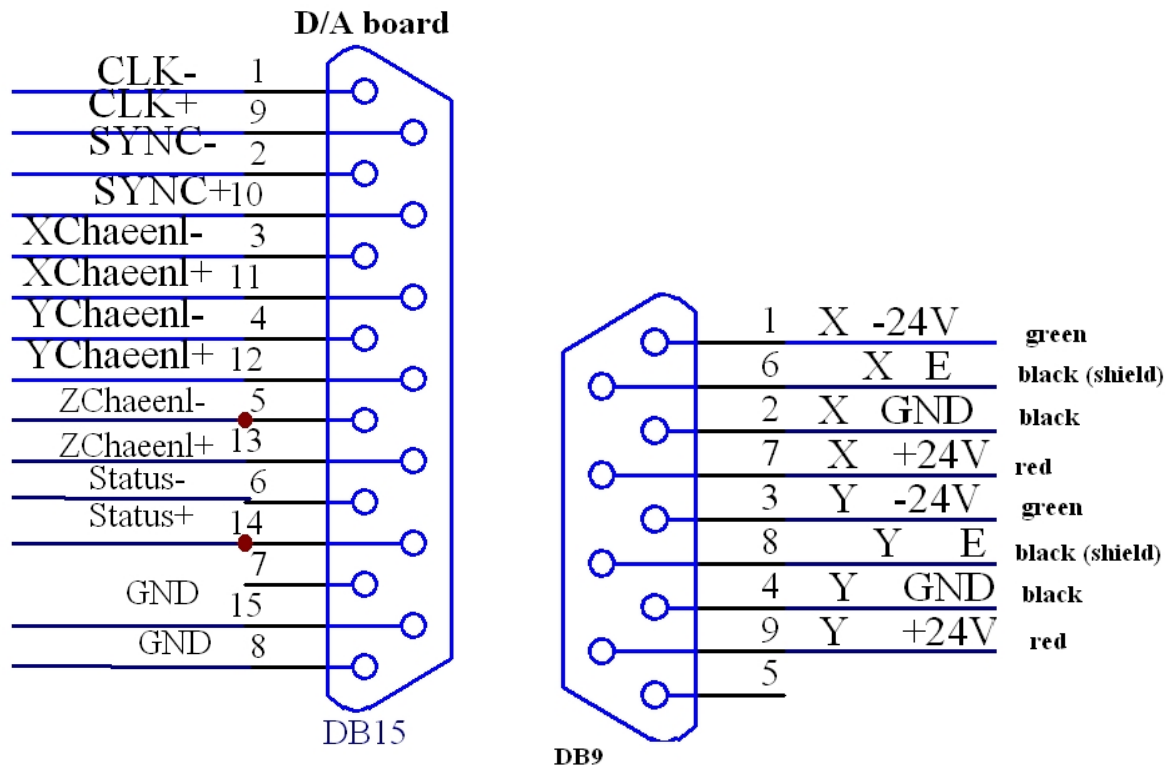 D/A board
CLK- 1
CLK+ 9
SYNC- 2
SYNC+ 10
XChaeenl- 3
XChaeenl+ 11
YChaeenl- 4
YChaeenl+ 12
ZChaeenl- 5
ZChaeenl+ 13
Status- 6
Status+ 14
7
GND 15
GND 8
DB15
1 X -24V green
6 X E black (shield)
2 X GND black
7 X +24V red
3 Y -24V green
8 Y E black (shield)
4 Y GND black
9 Y +24V red
5
DB9